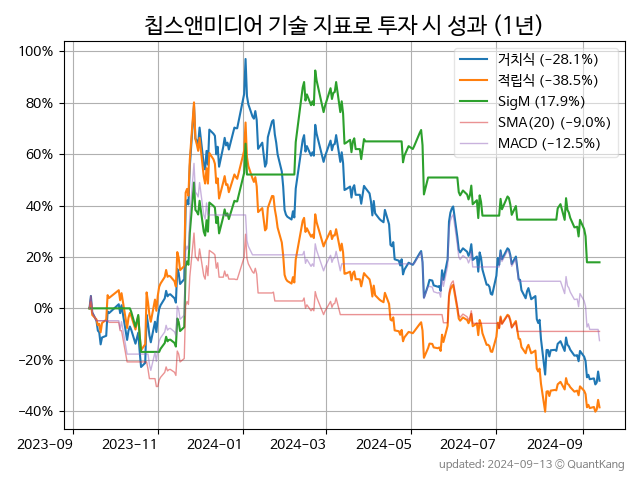 칩스앤미디어 기술 지표로 투자 시 성과 (1년)
100%
80%
60%
40%
20%
0%
−20%
−40%
거치식 (−28.1%)
적립식 (−38.5%)
SigM (17.9%)
SMA(20) (−9.0%)
MACD (−12.5%)
2023-09 2023-11 2024-01 2024-03 2024-05 2024-07 2024-09
updated: 2024-09-13 ⓒ QuantKang